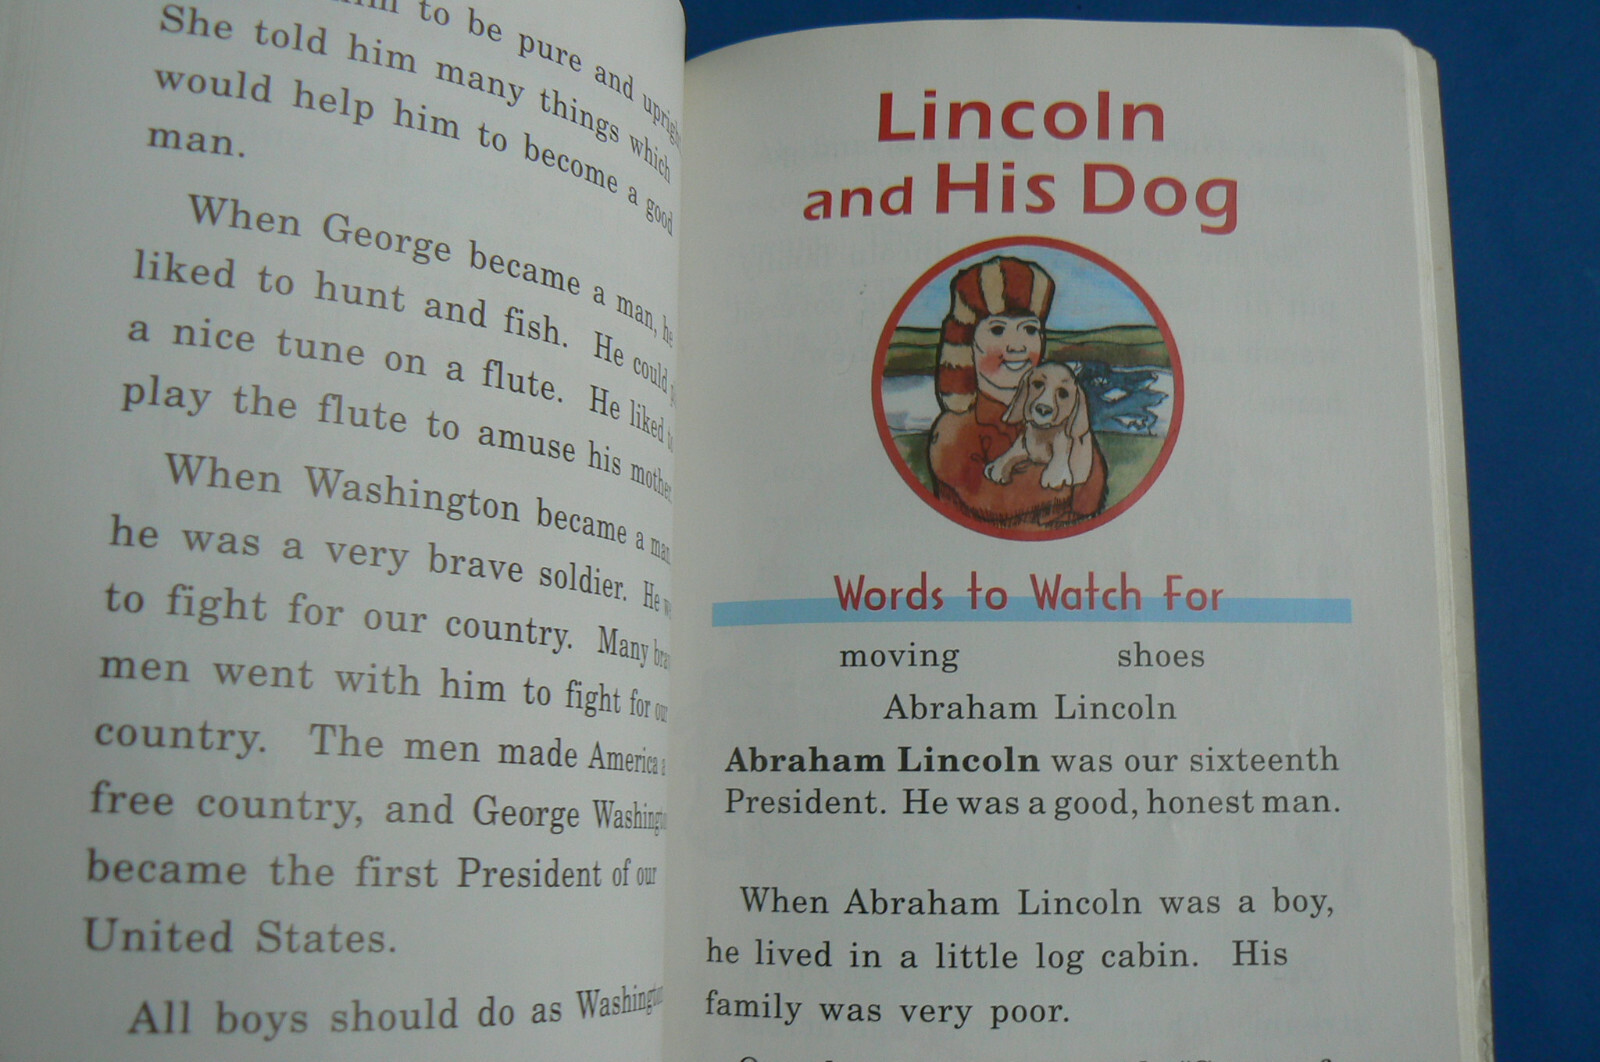 to be pure and
She told him many things which
would help him to become a good
man.
When George became a man, he
liked to hunt and fish. He could
a nice tune on a flute. He liked
play the flute to amuse his
When Washington became a
he was a very brave soldier. He
to fight for our country. Many
men went with him to fight for
country. The men made America
free country, and George
became the first President of our
United States.
All boys should do as
Lincoln
and His Dog
Words to Watch For
moving shoes
Abraham Lincoln
Abraham Lincoln was our sixteenth
President. He was a good, honest man.
When Abraham Lincoln was a boy,
he lived in a little log cabin. His
family was very poor.